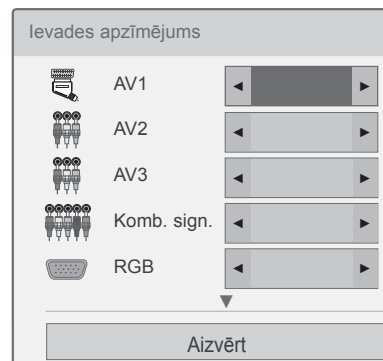 Ievades apzīmējums
AV1
AV2
AV3
Komb. sign.
RGB
Aizvērt